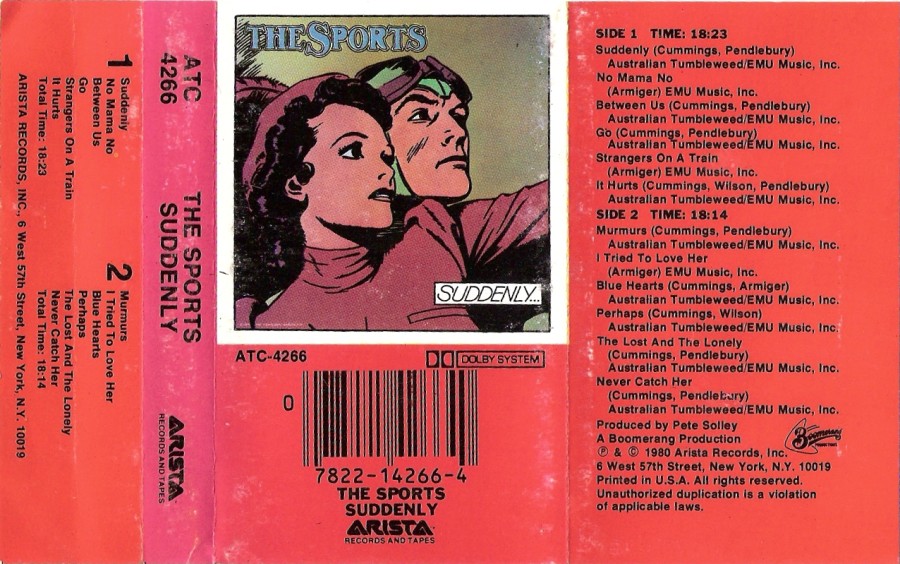 1
Suddenly
No Mama No
Between Us
Go
Strangers On A Train
It Hurts
Total Time: 18:23
ARISTA RECORDS, INC., 6 West 57th Street, New York, N.Y. 10019
2
Murmurs
I Tried To Love Her
Blue Hearts
Perhaps
The Lost And The Lonely
Never Catch Her
Total Time: 18:14
ATC
4266
THE SPORTS
SUDDENLY
ARISTA
RECORDS AND TAPES
THE SPORTS
SUDDENLY...
ATC-4266
DOLBY SYSTEM
0
7822-14266-4
THE SPORTS
SUDDENLY
ARISTA
RECORDS AND TAPES
SIDE 1 TIME: 18:23
Suddenly (Cummings, Pendlebury)
Australian Tumbleweed/EMU Music, Inc.
No Mama No
(Armiger) EMU Music, Inc.
Between Us (Cummings, Pendlebury)
Australian Tumbleweed/EMU Music, Inc.
Go (Cummings, Pendlebury)
Australian Tumbleweed/EMU Music, Inc.
Strangers On A Train
(Armiger) EMU Music, Inc.
It Hurts (Cummings, Wilson, Pendlebury)
Australian Tumbleweed/EMU Music, Inc.
SIDE 2 TIME: 18:14
Murmurs (Cummings, Pendlebury)
Australian Tumbleweed/EMU Music, Inc.
I Tried To Love Her
(Armiger) EMU Music, Inc.
Blue Hearts (Cummings, Armiger)
Australian Tumbleweed/EMU Music, Inc.
Perhaps (Cummings, Wilson)
Australian Tumbleweed/EMU Music, Inc.
The Lost And The Lonely
(Cummings, Pendlebury)
Australian Tumbleweed/EMU Music, Inc.
Never Catch Her
(Cummings, Pendlebury)
Australian Tumbleweed/EMU Music, Inc.
Produced by Pete Solley
A Boomerang Production
Boomerang
℗ & © 1980 Arista Records, Inc.
6 West 57th Street, New York, N.Y. 10019
Printed in U.S.A. All rights reserved.
Unauthorized duplication is a violation
of applicable laws.